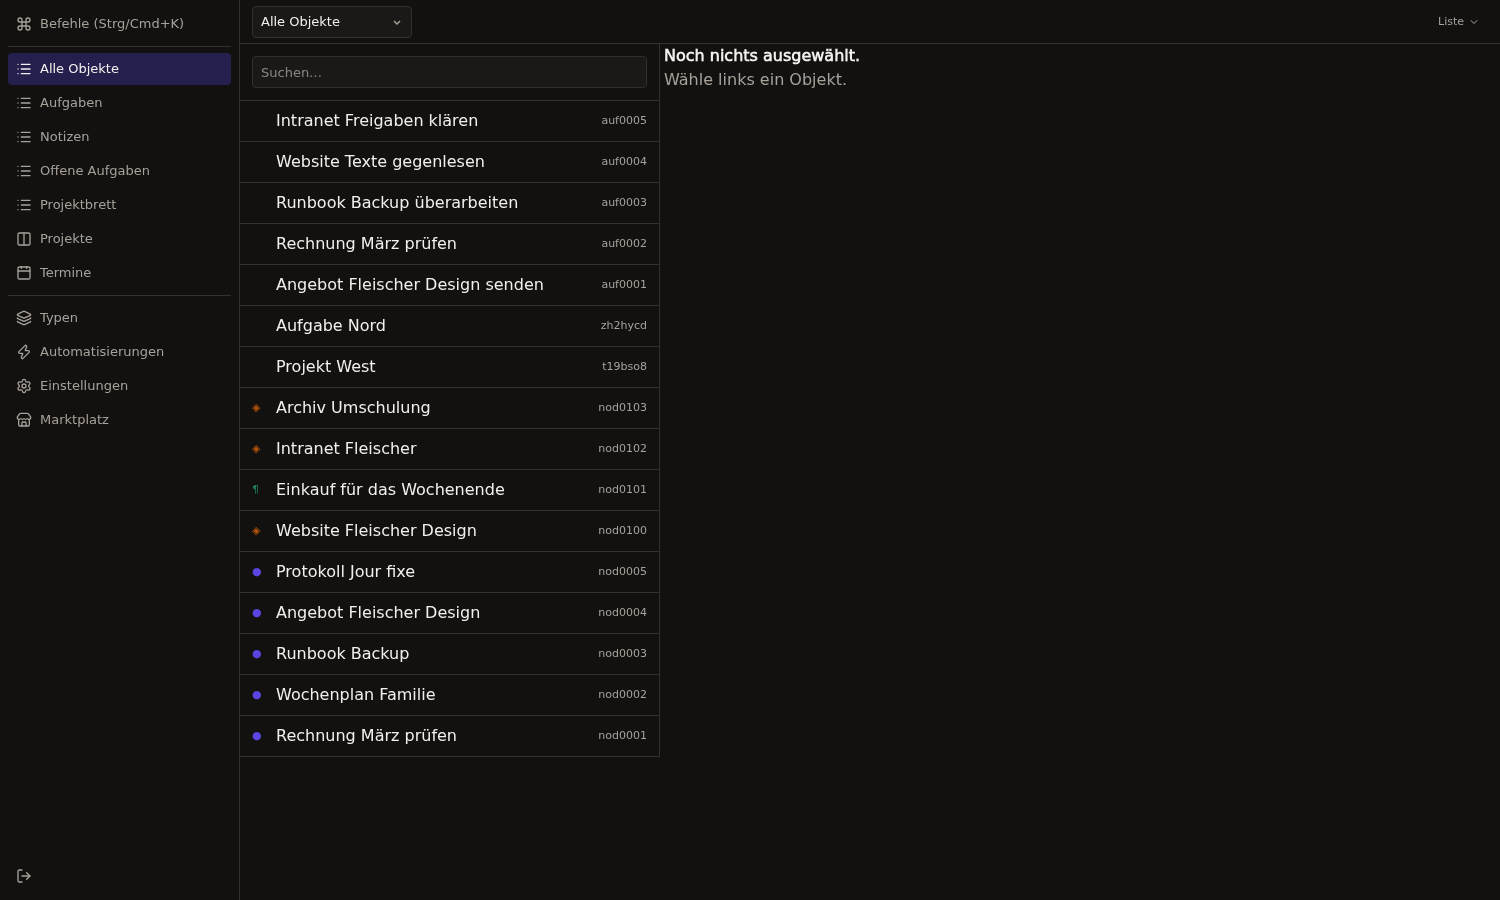 Befehle (Strg/Cmd+K)
Alle Objekte
Aufgaben
Notizen
Offene Aufgaben
Projektbrett
Projekte
Termine
Typen
Automatisierungen
Einstellungen
Marktplatz
Alle Objekte
Liste
Suchen...
Intranet Freigaben klären auf0005
Website Texte gegenlesen auf0004
Runbook Backup überarbeiten auf0003
Rechnung März prüfen auf0002
Angebot Fleischer Design senden auf0001
Aufgabe Nord zh2hycd
Projekt West t19bso8
Archiv Umschulung nod0103
Intranet Fleischer nod0102
¶ Einkauf für das Wochenende nod0101
Website Fleischer Design nod0100
Protokoll Jour fixe nod0005
Angebot Fleischer Design nod0004
Runbook Backup nod0003
Wochenplan Familie nod0002
Rechnung März prüfen nod0001
Noch nichts ausgewählt.
Wähle links ein Objekt.